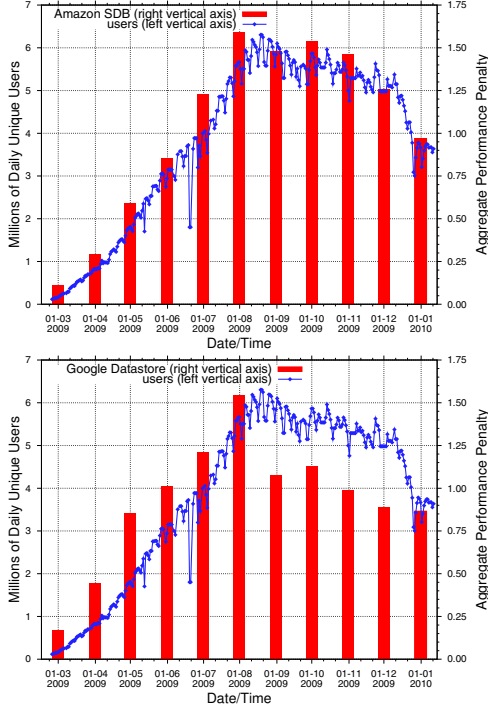 Amazon SDB (right vertical axis)
users (left vertical axis)
Millions of Daily Unique Users
7
6
5
4
3
2
1
0
1.75
1.50
1.25
1.00
0.75
0.50
0.25
0.00
Aggregate Performance Penalty
01-03 01-04 01-05 01-06 01-07 01-08 01-09 01-10 01-11 01-12 01-01
2009 2009 2009 2009 2009 2009 2009 2009 2009 2009 2010
Date/Time
Google Datastore (right vertical axis)
users (left vertical axis)
Millions of Daily Unique Users
7
6
5
4
3
2
1
0
1.75
1.50
1.25
1.00
0.75
0.50
0.25
0.00
Aggregate Performance Penalty
01-03 01-04 01-05 01-06 01-07 01-08 01-09 01-10 01-11 01-12 01-01
2009 2009 2009 2009 2009 2009 2009 2009 2009 2009 2010
Date/Time